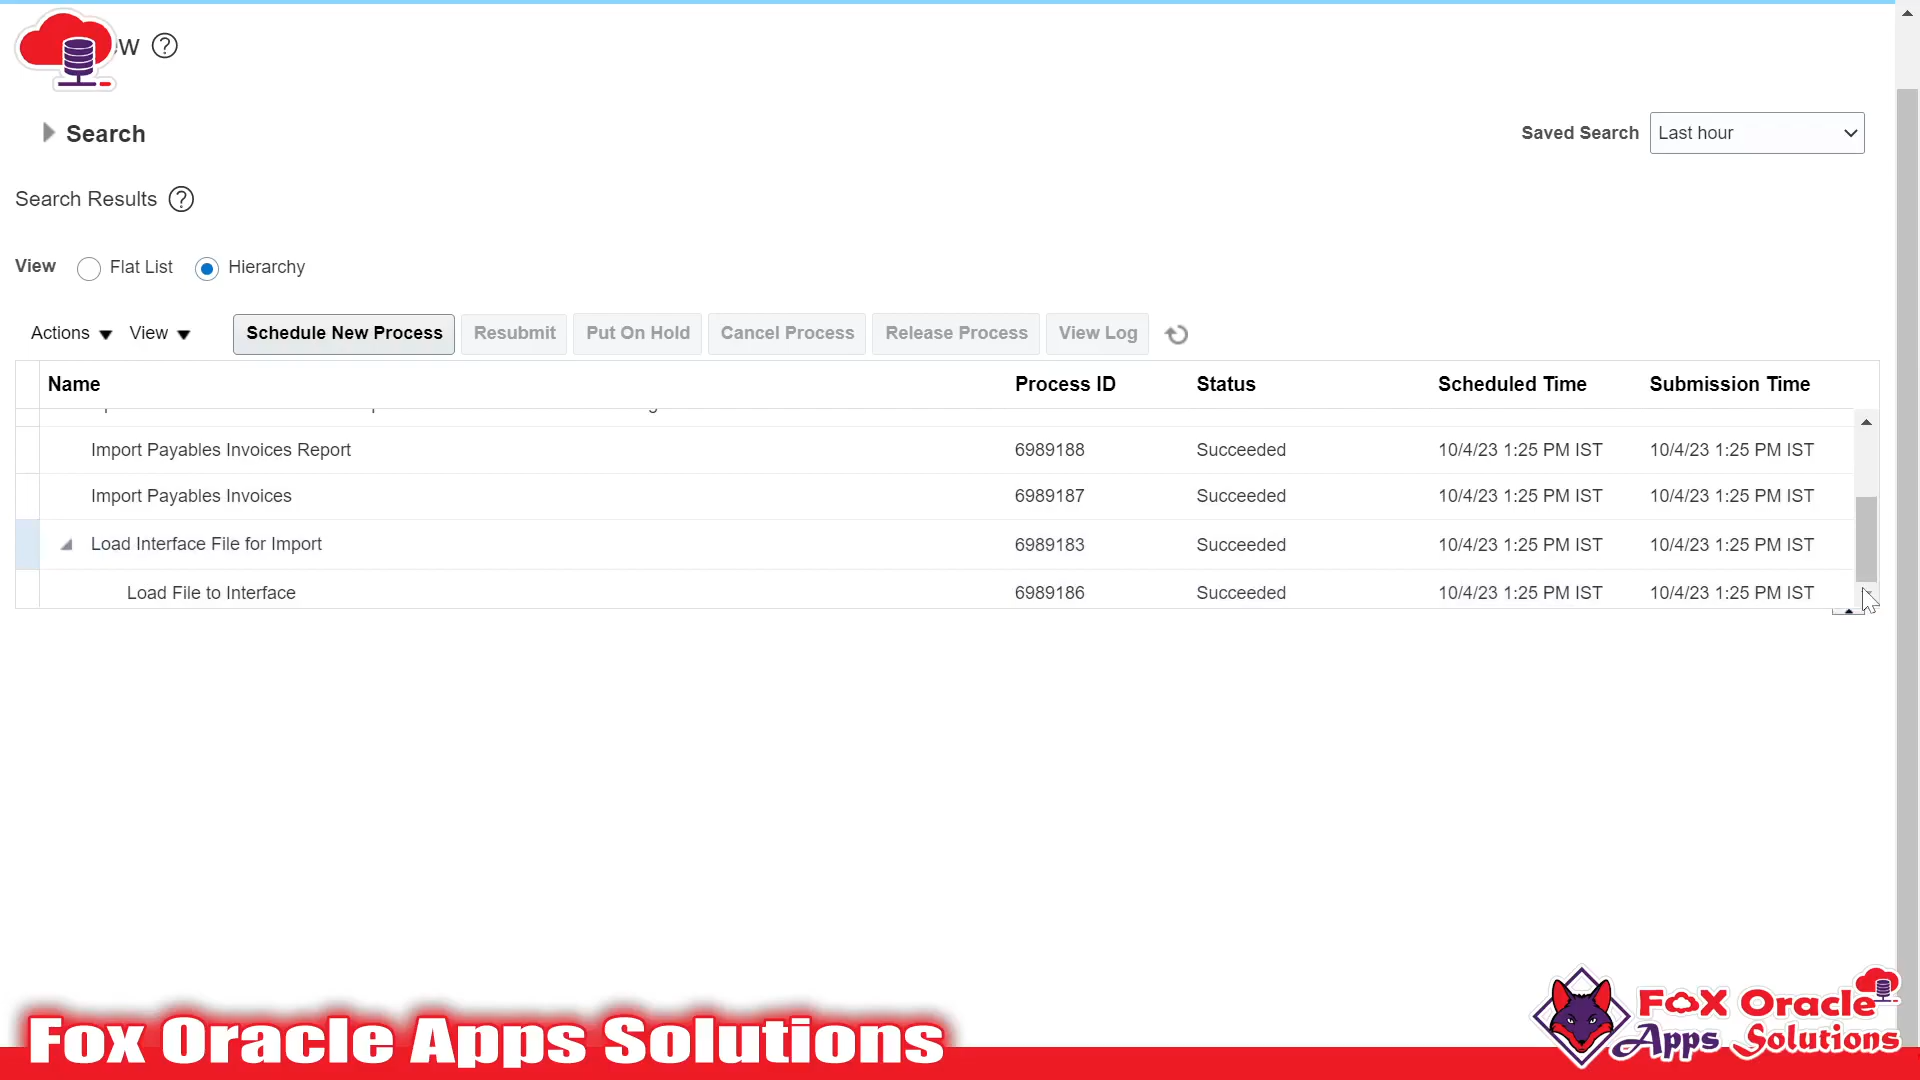 Search
Saved Search Last hour
Search Results ?
View Flat List Hierarchy
Actions View Schedule New Process Resubmit Put On Hold Cancel Process Release Process View Log
Name Process ID Status Scheduled Time Submission Time
Import Payables Invoices Report 6989188 Succeeded 10/4/23 1:25 PM IST 10/4/23 1:25 PM IST
Import Payables Invoices 6989187 Succeeded 10/4/23 1:25 PM IST 10/4/23 1:25 PM IST
Load Interface File for Import 6989183 Succeeded 10/4/23 1:25 PM IST 10/4/23 1:25 PM IST
Load File to Interface 6989186 Succeeded 10/4/23 1:25 PM IST 10/4/23 1:25 PM IST
Fox Oracle Apps Solutions
Fox Oracle
Apps Solutions